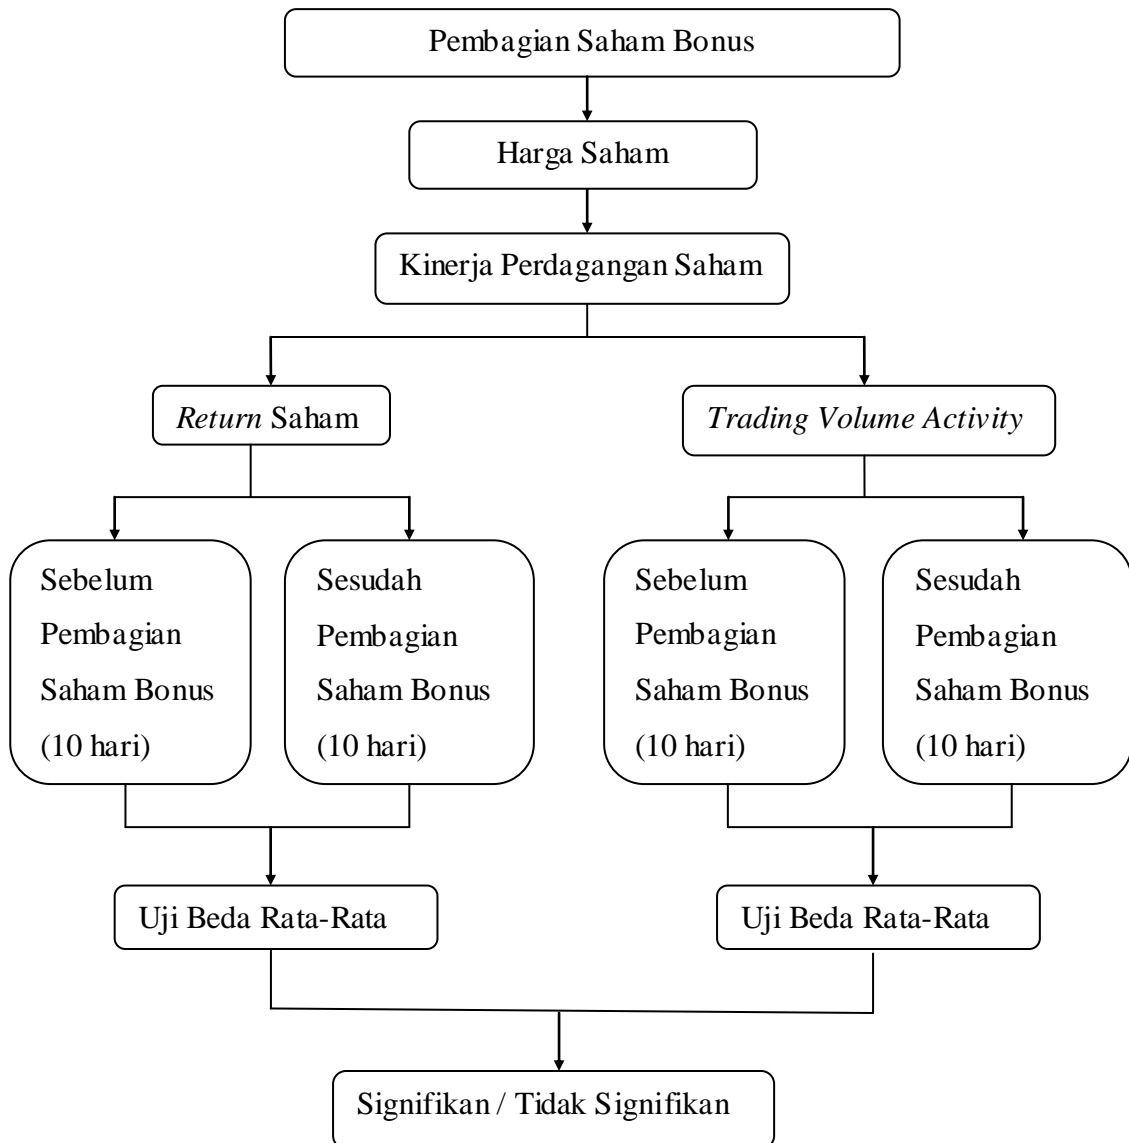 Pembagian Saham Bonus
Harga Saham
Kinerja Perdagangan Saham
Return Saham
Trading Volume Activity
Sebelum
Pembagian
Saham Bonus
(10 hari)
Sesudah
Pembagian
Saham Bonus
(10 hari)
Sebelum
Pembagian
Saham Bonus
(10 hari)
Sesudah
Pembagian
Saham Bonus
(10 hari)
Uji Beda Rata-Rata
Uji Beda Rata-Rata
Signifikan / Tidak Signifikan